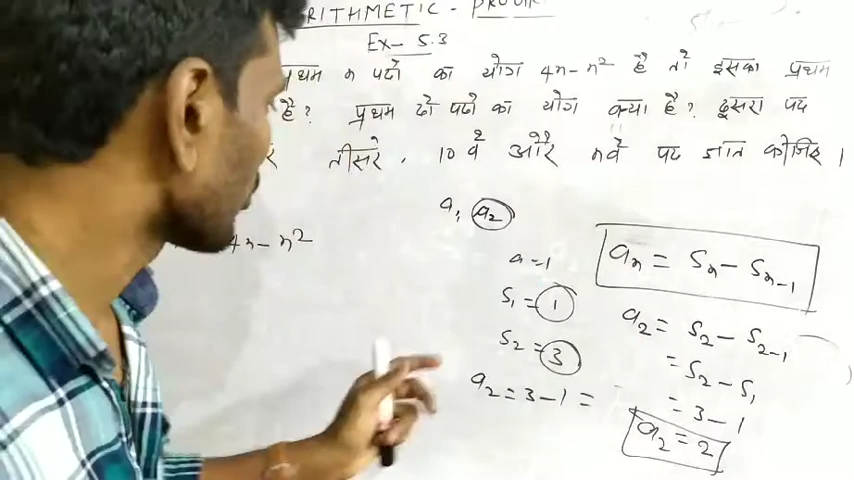 ARITHMETIC - PROGR
Ex- 5.3
प्रथम n पदों का योग 4n - n² है तो इसका प्रथम
है? प्रथम दो पदों का योग क्या है? दूसरा पद
तीसरे, 10 वें और nवें पद ज्ञात कीजिए।
a, a₂
4n - n²
a = 1
S₁ = 1
S₂ = 3
a₂ = 3 - 1 =
aₙ = Sₙ - Sₙ₋₁
a₂ = S₂ - S₂₋₁
= S₂ - S₁
= 3 - 1
a₂ = 2